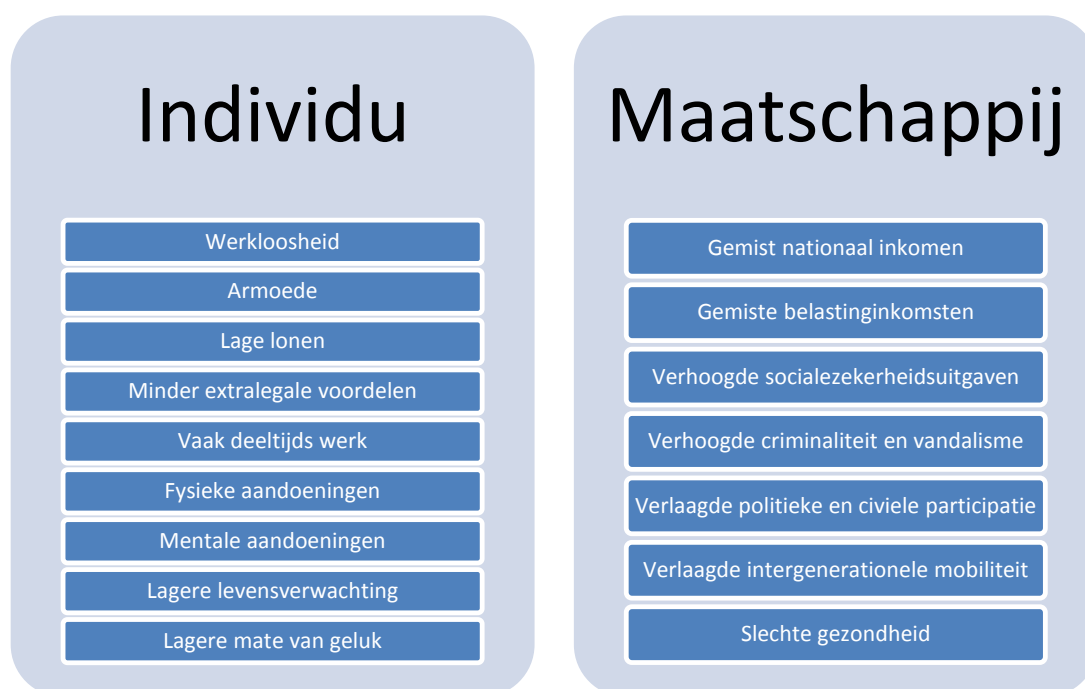 Individu
Werkloosheid
Armoede
Lage lonen
Minder extralegale voordelen
Vaak deeltijds werk
Fysieke aandoeningen
Mentale aandoeningen
Lagere levensverwachting
Lagere mate van geluk
Maatschappij
Gemist nationaal inkomen
Gemiste belastinginkomsten
Verhoogde socialezekerheidsuitgaven
Verhoogde criminaliteit en vandalisme
Verlaagde politieke en civiele participatie
Verlaagde intergenerationele mobiliteit
Slechte gezondheid